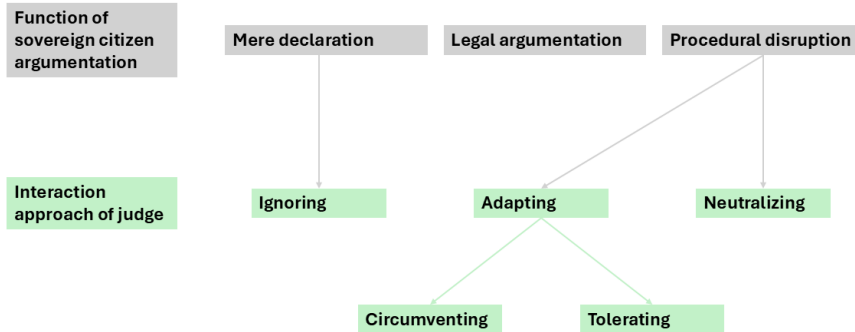 Function of
sovereign citizen
argumentation
Mere declaration
Legal argumentation
Procedural disruption
Interaction
approach of judge
Ignoring
Adapting
Neutralizing
Circumventing
Tolerating